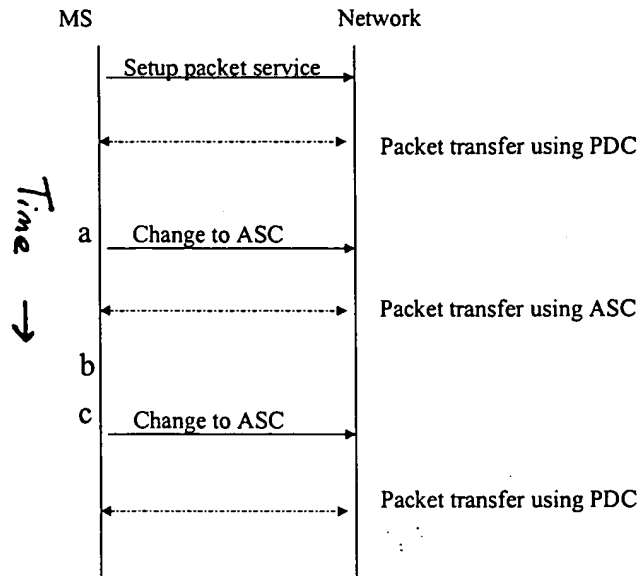 MS Network
Setup packet service
Packet transfer using PDC
Time →
a Change to ASC
Packet transfer using ASC
b
c Change to ASC
Packet transfer using PDC